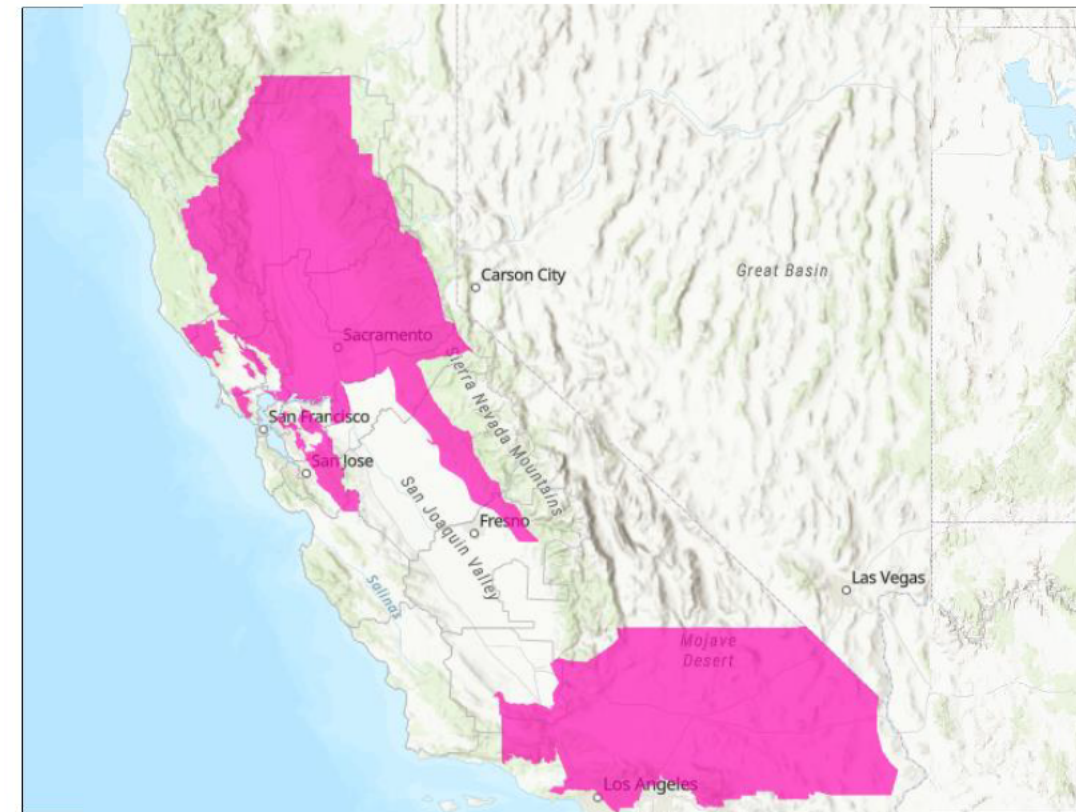 Carson City
Great Basin
Sacramento
Sierra Nevada Mountains
San Francisco
San Jose
San Joaquin Valley
Fresno
Salinas
Las Vegas
Mojave
Desert
Los Angeles